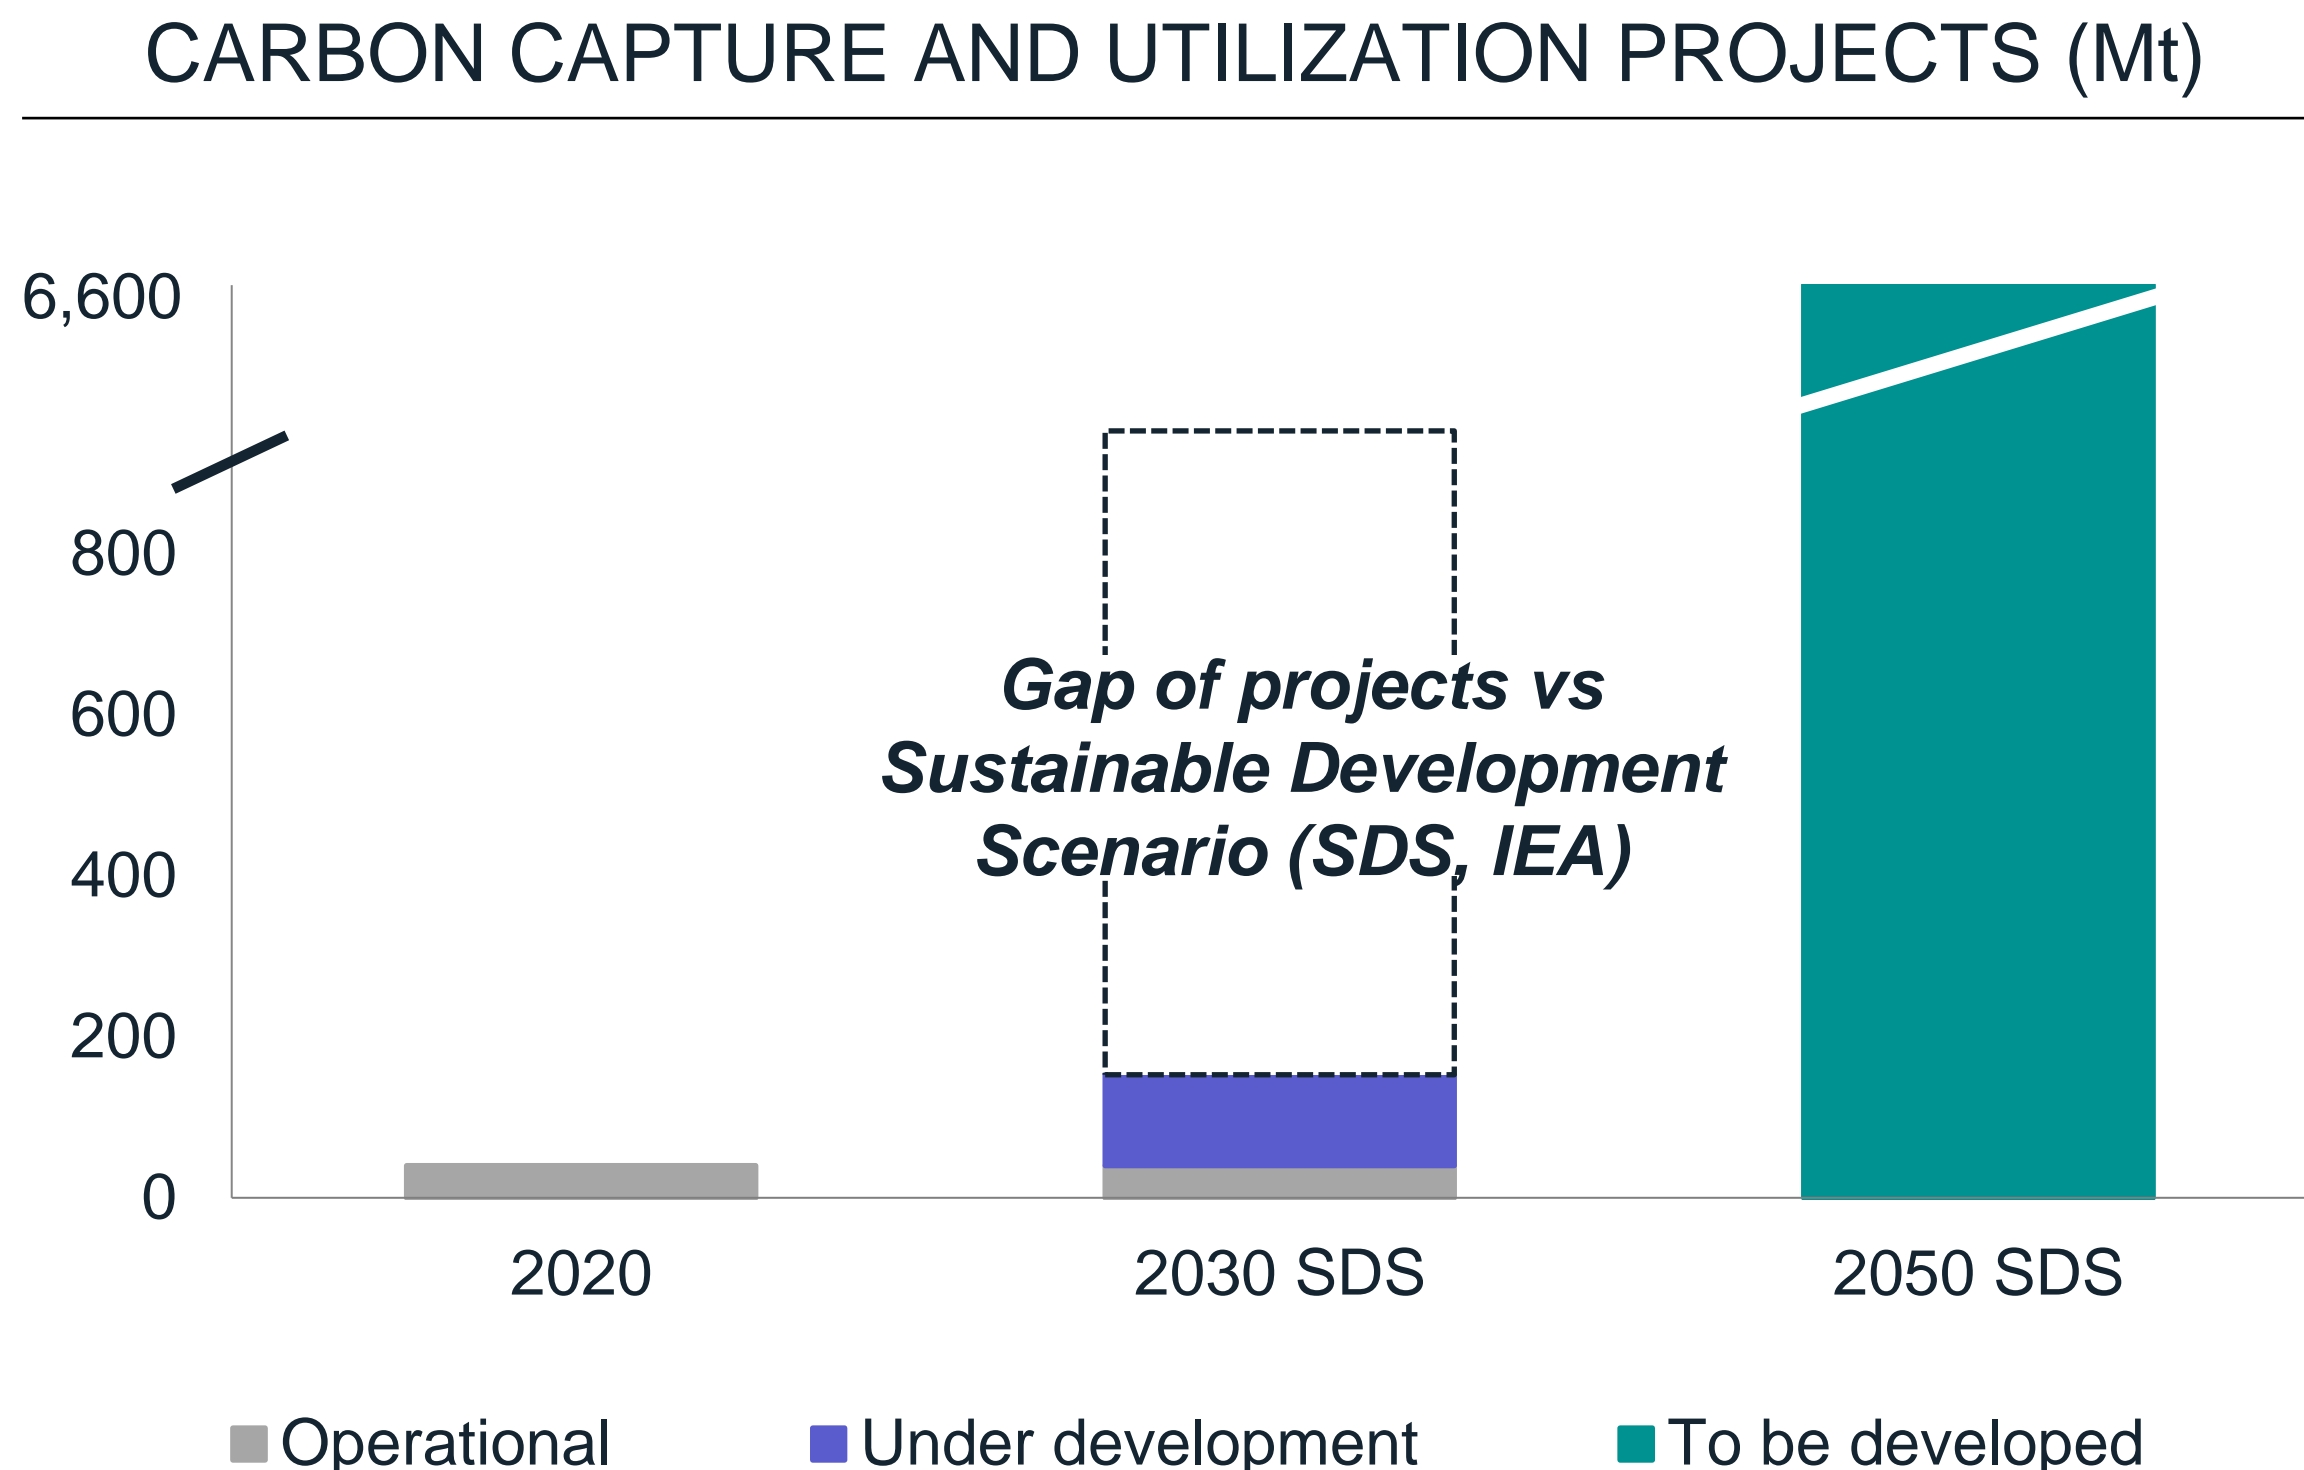 CARBON CAPTURE AND UTILIZATION PROJECTS (Mt)
6,600
800
600
400
200
0
Gap of projects vs
Sustainable Development
Scenario (SDS, IEA)
2020
2030 SDS
2050 SDS
Operational
Under development
To be developed